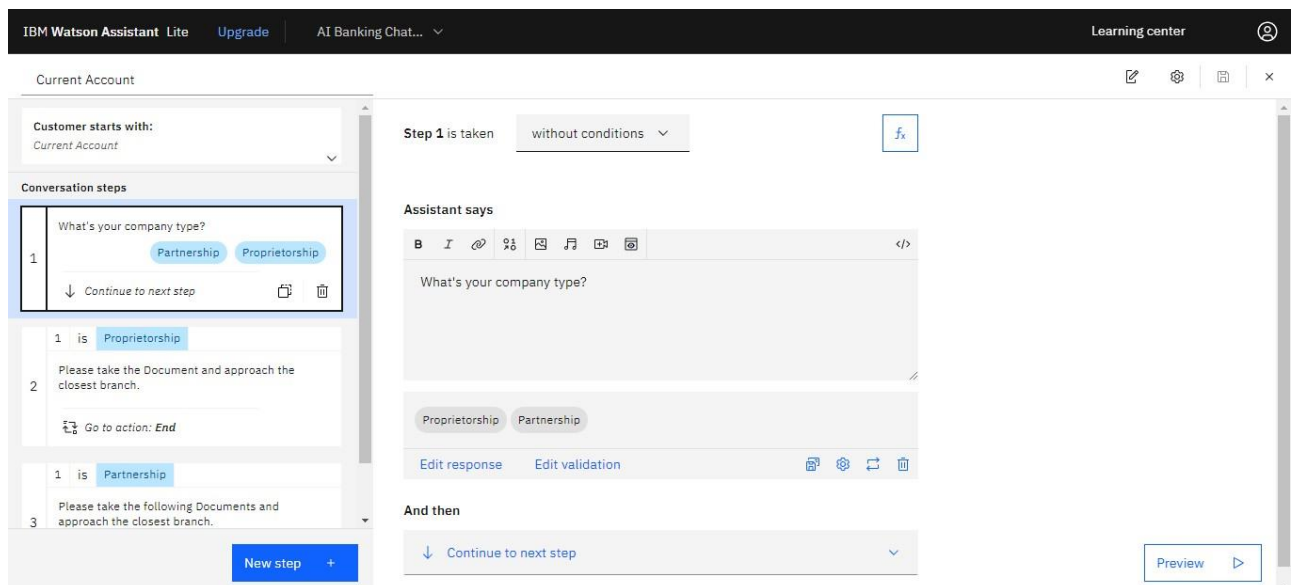 IBM Watson Assistant Lite Upgrade AI Banking Chat... Learning center
Current Account
Customer starts with:
Current Account
Conversation steps
1
What's your company type?
Partnership Proprietorship
Continue to next step
2
1 is Proprietorship
Please take the Document and approach the
closest branch.
Go to action: End
3
1 is Partnership
Please take the following Documents and
approach the closest branch.
New step +
Step 1 is taken without conditions fx
Assistant says
B I </>
What's your company type?
Proprietorship Partnership
Edit response Edit validation
And then
Continue to next step
Preview